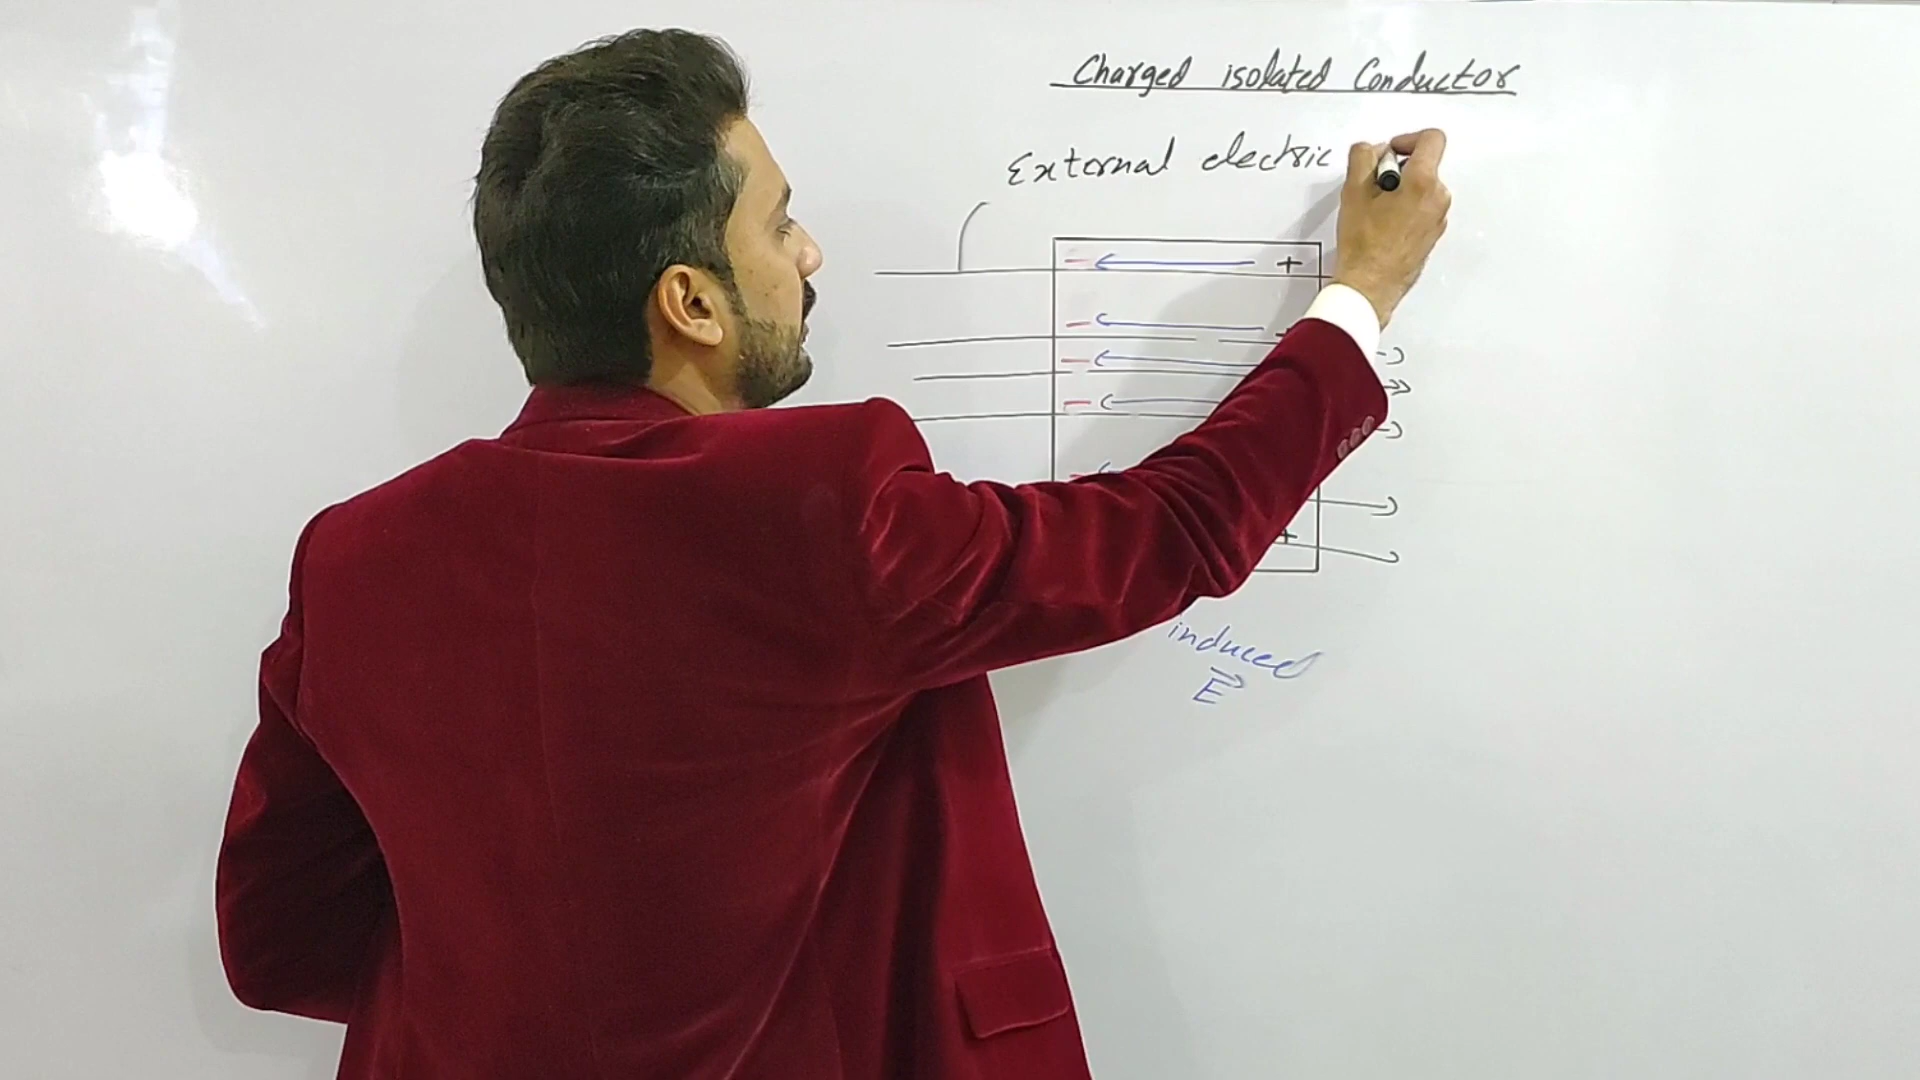 Charged isolated Conductor
External electric
- +
-
-
-
-
+
induced
E